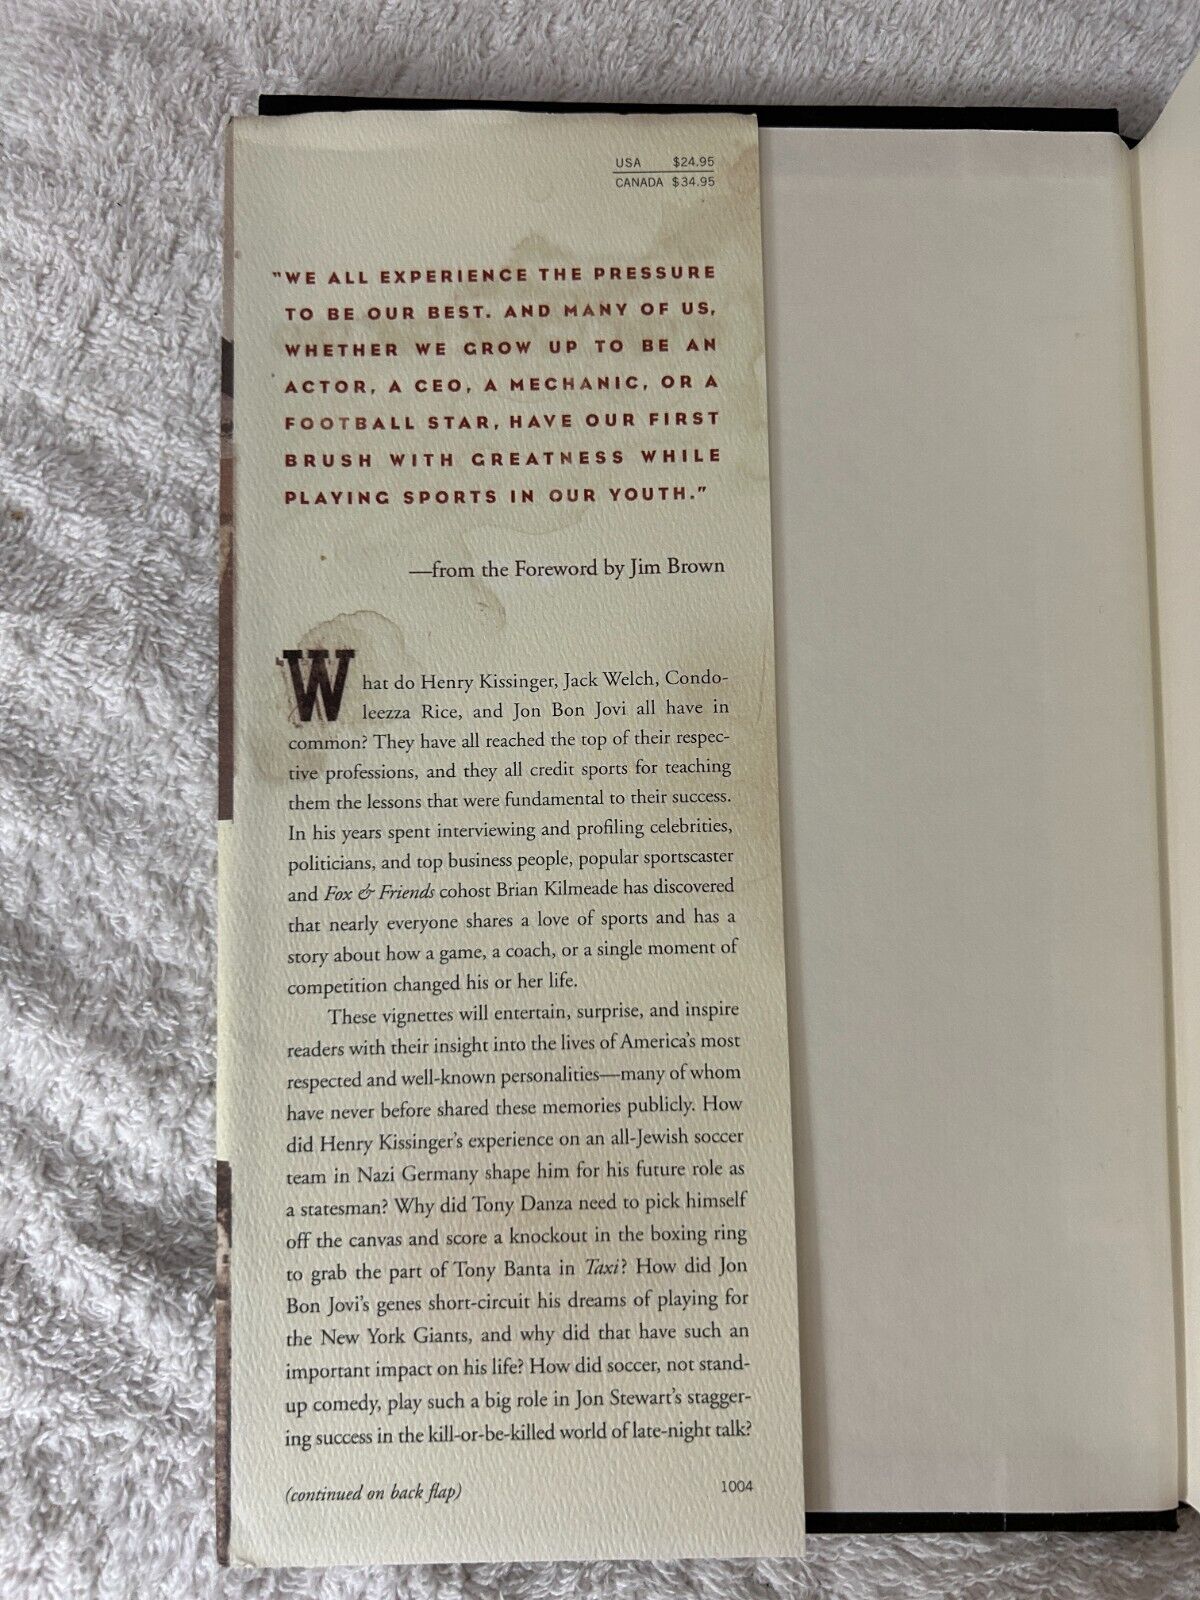 USA $24.95
CANADA $34.95
"WE ALL EXPERIENCE THE PRESSURE
TO BE OUR BEST. AND MANY OF US,
WHETHER WE GROW UP TO BE AN
ACTOR, A CEO, A MECHANIC, OR A
FOOTBALL STAR, HAVE OUR FIRST
BRUSH WITH GREATNESS WHILE
PLAYING SPORTS IN OUR YOUTH."
—from the Foreword by Jim Brown
What do Henry Kissinger, Jack Welch, Condo-
leezza Rice, and Jon Bon Jovi all have in
common? They have all reached the top of their respec-
tive professions, and they all credit sports for teaching
them the lessons that were fundamental to their success.
In his years spent interviewing and profiling celebrities,
politicians, and top business people, popular sportscaster
and Fox & Friends cohost Brian Kilmeade has discovered
that nearly everyone shares a love of sports and has a
story about how a game, a coach, or a single moment of
competition changed his or her life.
These vignettes will entertain, surprise, and inspire
readers with their insight into the lives of America's most
respected and well-known personalities—many of whom
have never before shared these memories publicly. How
did Henry Kissinger's experience on an all-Jewish soccer
team in Nazi Germany shape him for his future role as
a statesman? Why did Tony Danza need to pick himself
off the canvas and score a knockout in the boxing ring
to grab the part of Tony Banta in Taxi? How did Jon
Bon Jovi's genes short-circuit his dreams of playing for
the New York Giants, and why did that have such an
important impact on his life? How did soccer, not stand-
up comedy, play such a big role in Jon Stewart's stagger-
ing success in the kill-or-be-killed world of late-night talk?
(continued on back flap)
1004